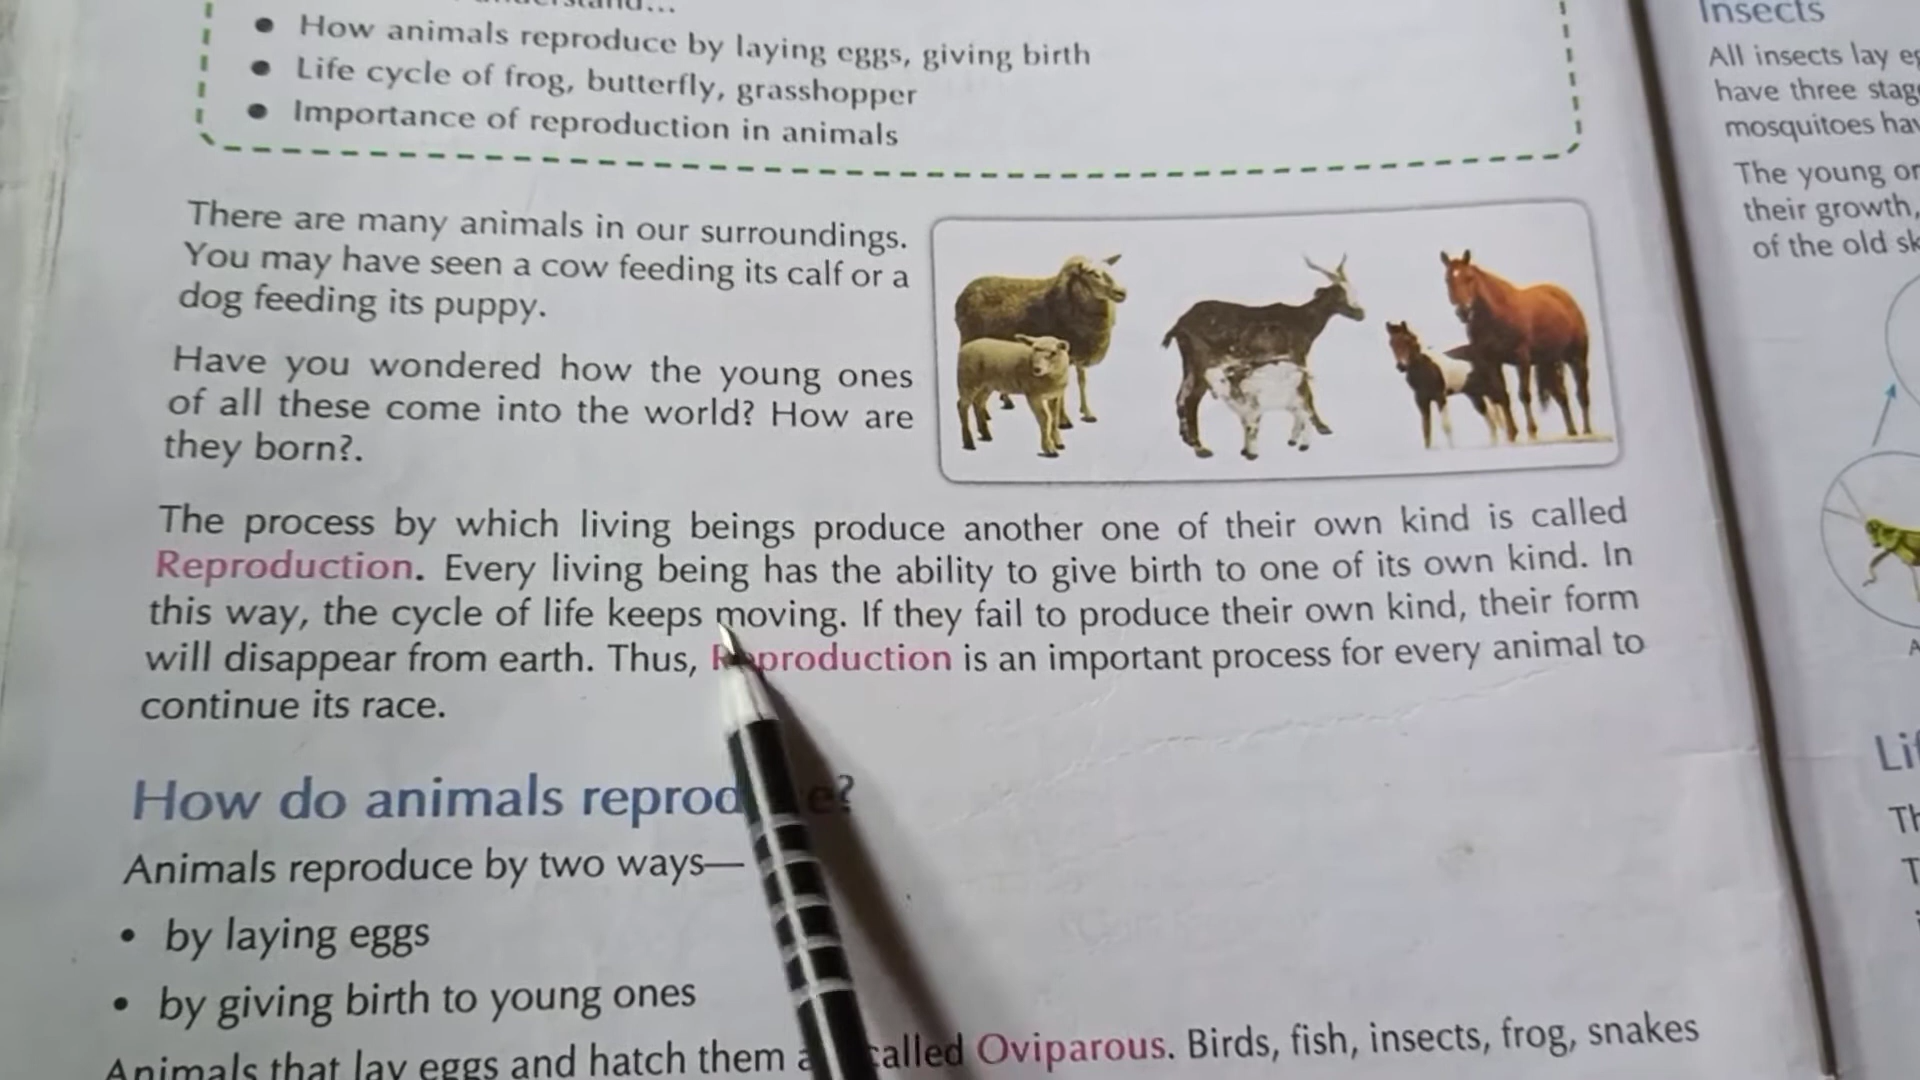 How animals reproduce by laying eggs, giving birth
Life cycle of frog, butterfly, grasshopper
Importance of reproduction in animals
There are many animals in our surroundings.
You may have seen a cow feeding its calf or a
dog feeding its puppy.
Have you wondered how the young ones
of all these come into the world? How are
they born?.
The process by which living beings produce another one of their own kind is called
Reproduction. Every living being has the ability to give birth to one of its own kind. In
this way, the cycle of life keeps moving. If they fail to produce their own kind, their form
will disappear from earth. Thus, Reproduction is an important process for every animal to
continue its race.
How do animals
Animals reproduce by two ways—
• by laying eggs
• by giving birth to young ones
Animals that lay eggs and hatch them called Oviparous. Birds, fish, insects, frog, snakes
Insects
All insects lay
have three
mosquitoes
The young
their growth,
of the old